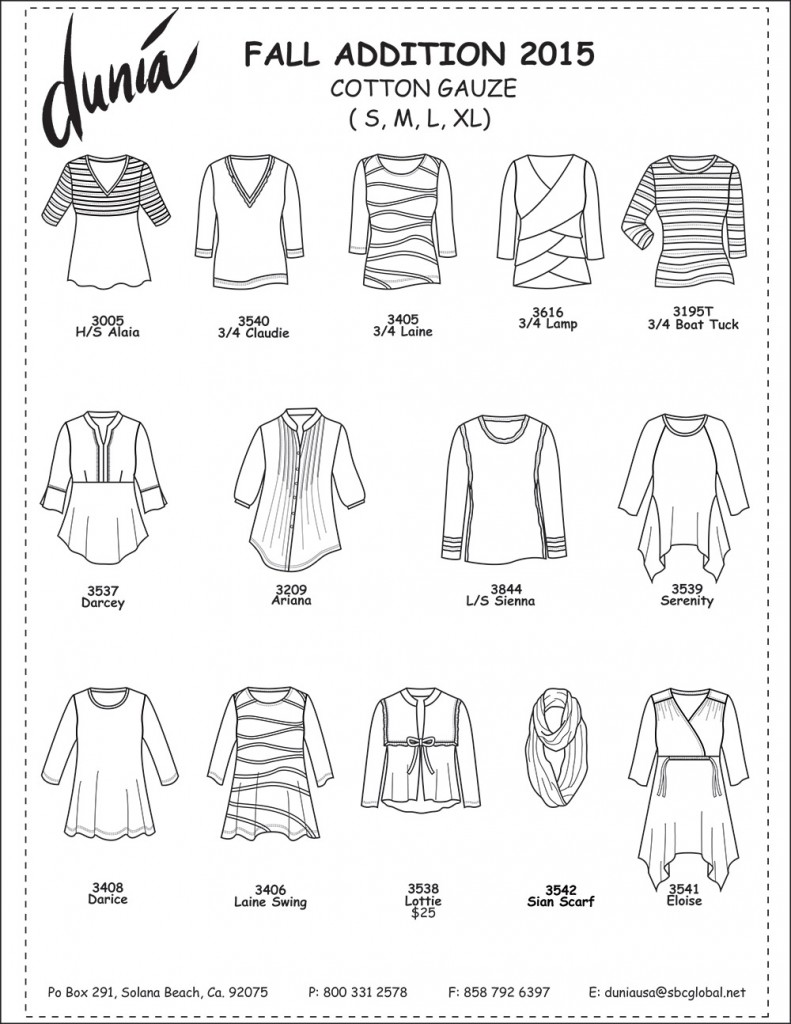 dunía
FALL ADDITION 2015
COTTON GAUZE
( S, M, L, XL)
3005
H/S Alaia
3540
3/4 Claudie
3405
3/4 Laine
3616
3/4 Lamp
3195T
3/4 Boat Tuck
3537
Darcey
3209
Ariana
3844
L/S Sienna
3539
Serenity
3408
Darice
3406
Laine Swing
3538
Lottie
$25
3542
Sian Scarf
3541
Eloise
Po Box 291, Solana Beach, Ca. 92075 P: 800 331 2578 F: 858 792 6397 E: duniausa@sbcglobal.net